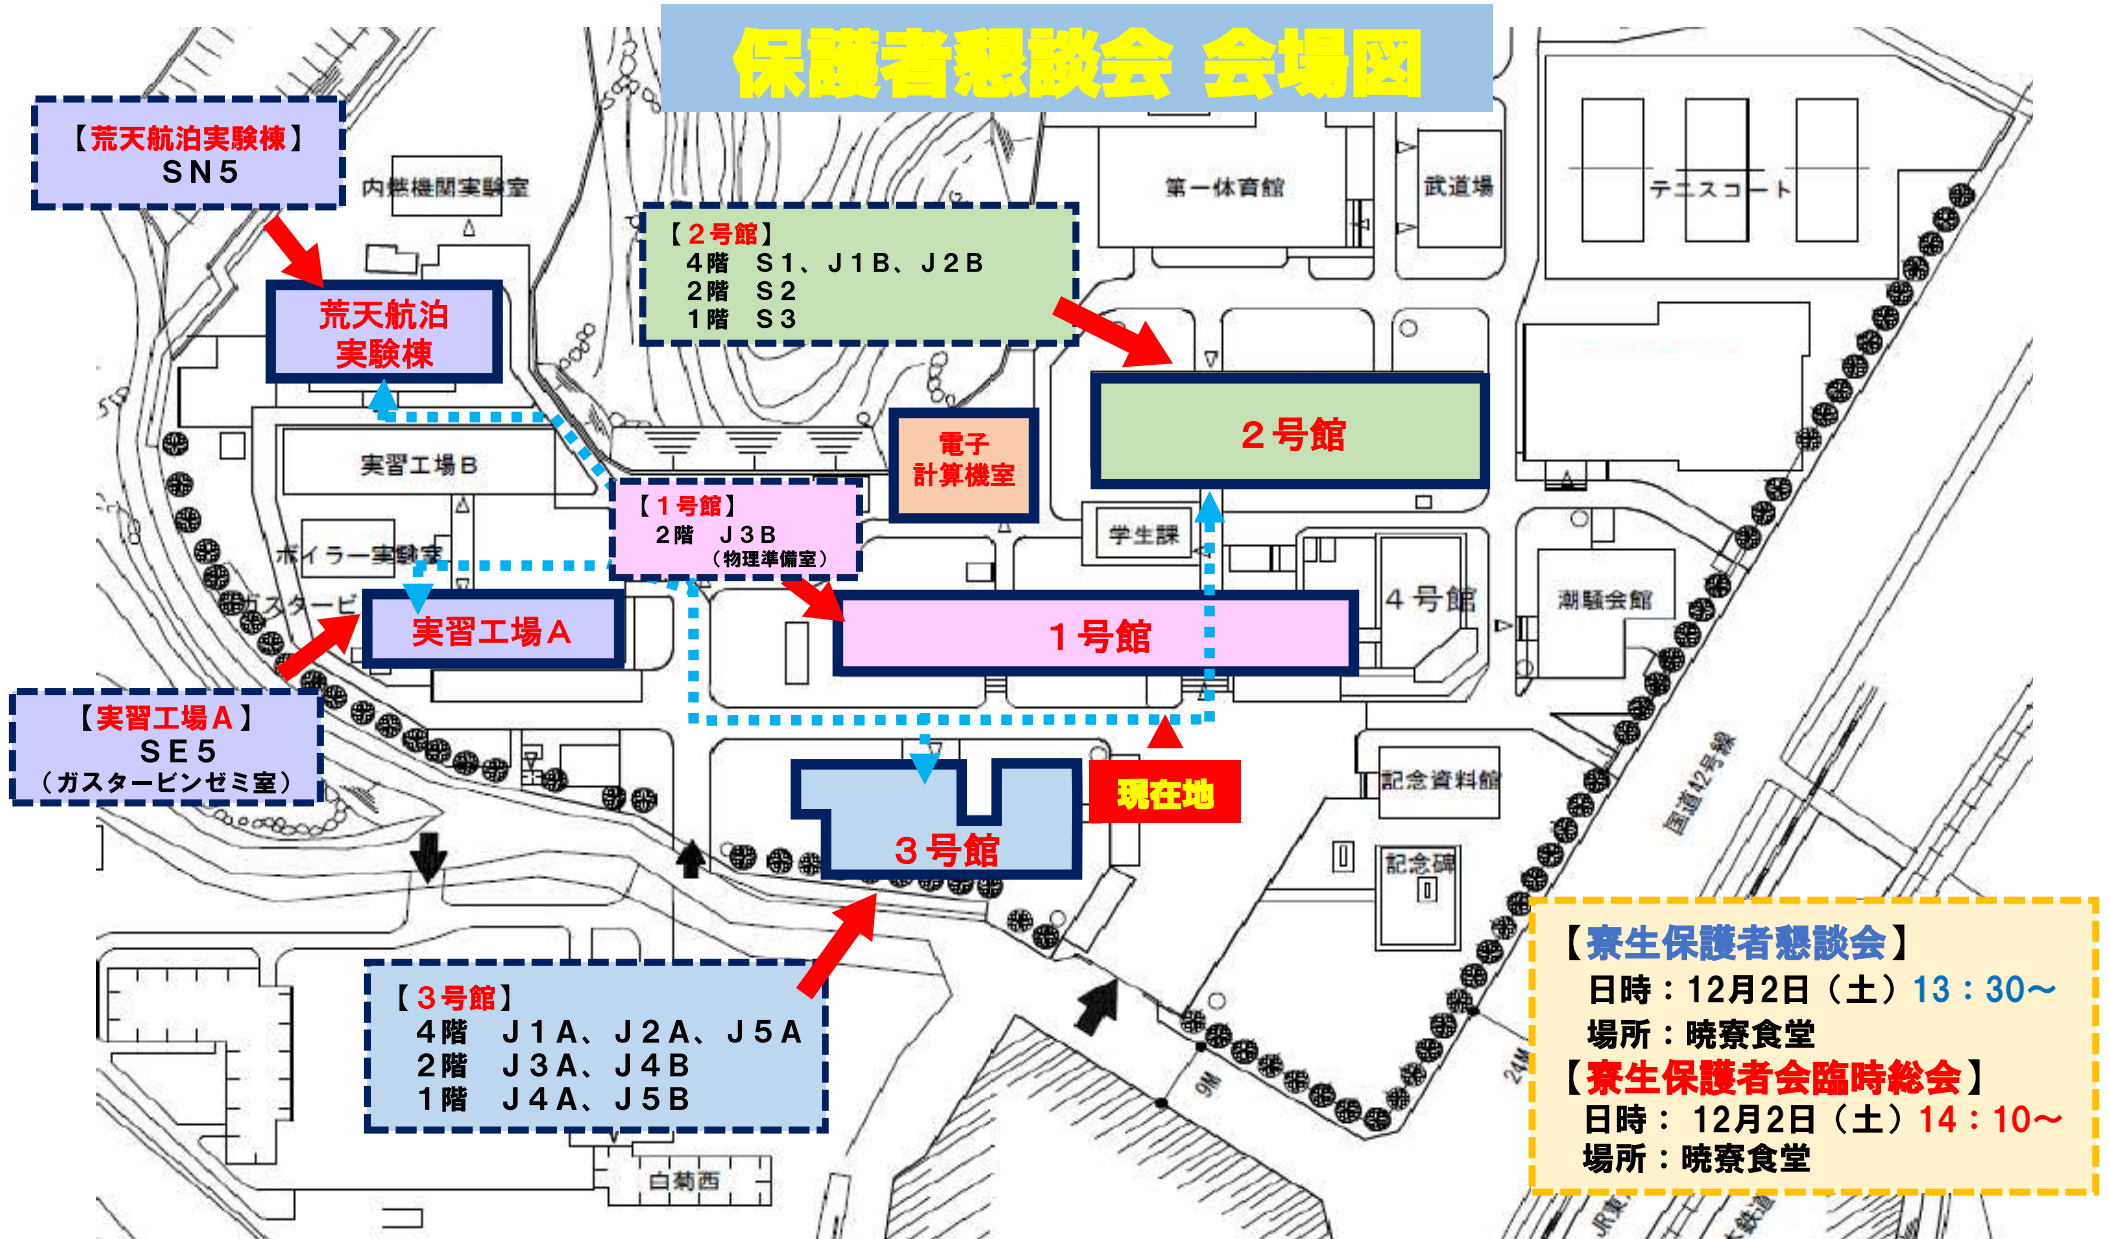 保護者懇談会 会場図
【荒天航泊実験棟】
ＳＮ５
内燃機関実験室
第一体育館
武道場
テニスコート
【２号館】
４階　Ｓ１、Ｊ１Ｂ、Ｊ２Ｂ
２階　Ｓ２
１階　Ｓ３
荒天航泊
実験棟
２号館
電子
計算機室
実習工場Ｂ
【１号館】
２階　Ｊ３Ｂ
（物理準備室）
学生課
ボイラー実験室
ガスタービ
４号館
潮騒会館
実習工場Ａ
１号館
【実習工場Ａ】
ＳＥ５
（ガスタービンゼミ室）
現在地
記念資料館
国道42号線
３号館
記念碑
【３号館】
４階　Ｊ１Ａ、Ｊ２Ａ、Ｊ５Ａ
２階　Ｊ３Ａ、Ｊ４Ｂ
１階　Ｊ４Ａ、Ｊ５Ｂ
【寮生保護者懇談会】
日時：12月2日（土）13：30～
場所：暁寮食堂
【寮生保護者会臨時総会】
日時： 12月2日（土）14：10～
場所：暁寮食堂
24M
9M
白菊西
JR東
本鉄道